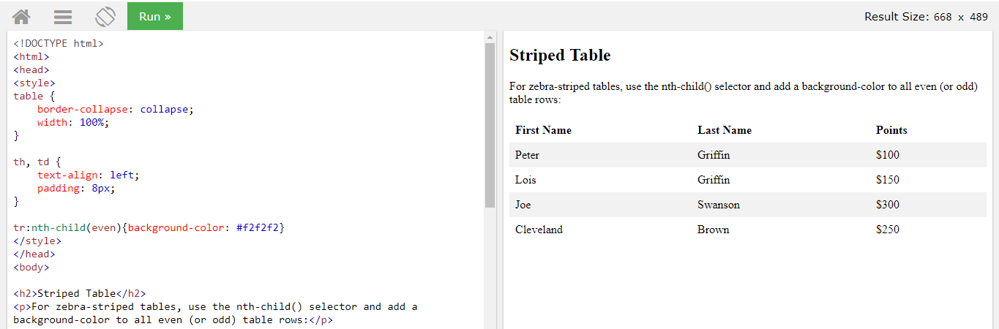 Run »
Result Size: 668 x 489
<!DOCTYPE html>
<html>
<head>
<style>
table {
    border-collapse: collapse;
    width: 100%;
}
th, td {
    text-align: left;
    padding: 8px;
}
tr:nth-child(even){background-color: #f2f2f2}
</style>
</head>
<body>
<h2>Striped Table</h2>
<p>For zebra-striped tables, use the nth-child() selector and add a
background-color to all even (or odd) table rows:</p>
Striped Table
For zebra-striped tables, use the nth-child() selector and add a background-color to all even (or odd)
table rows:
First Name Last Name Points
Peter Griffin $100
Lois Griffin $150
Joe Swanson $300
Cleveland Brown $250